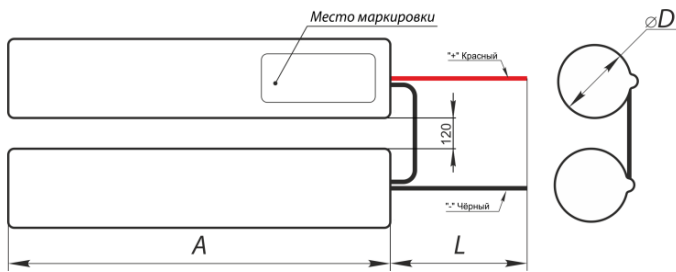 Место маркировки
⌀D
"+" Красный
120
"-" Чёрный
A
L